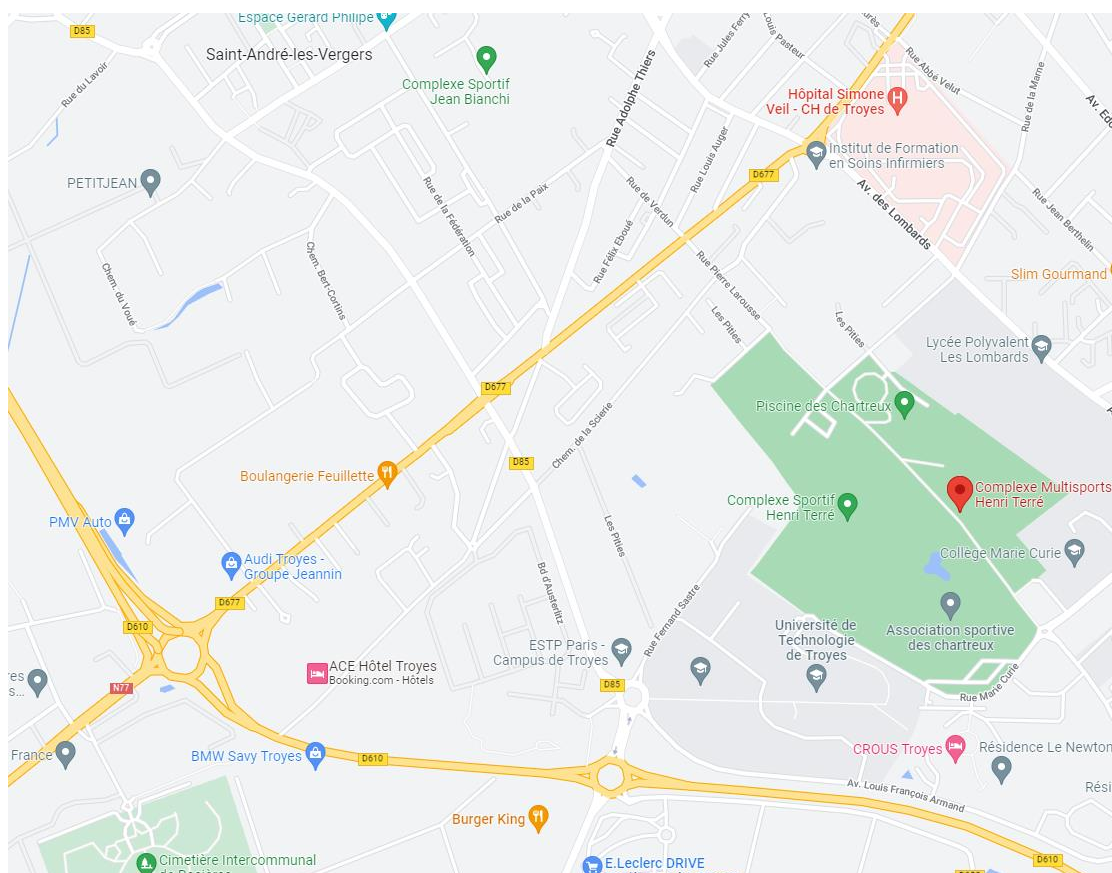 Espace Gérard Philipe
D85
Saint-André-les-Vergers
Rue du Lavoir
Complexe Sportif
Jean Bianchi
Rue Adolphe Thiers
Rue Jules Ferry
Louis Pasteur
Rue Abbé Velut
Rue de la Marne
Hôpital Simone
Veil - CH de Troyes
Institut de Formation
en Soins Infirmiers
PETITJEAN
D677
Rue Louis Auger
Rue de Verdun
Rue de la Paix
Rue de la Fédération
Av. des Lombards
Rue Jean Berthelin
Rue Félix Eboué
Chem. Bert-Cortins
Chem. du Voué
Rue Pierre Larousse
Slim Gourmand
Les Pities
Les Pities
Lycée Polyvalent
Les Lombards
D677
Piscine des Chartreux
Chem. de la Scierie
D85
Boulangerie Feuillette
Complexe Multisports
Henri Terré
Complexe Sportif
Henri Terré
PMV Auto
Les Pities
Collège Marie Curie
Audi Troyes -
Groupe Jeannin
Bd d'Austerlitz
D677
Rue Fernand Sastre
D610
Université de
Technologie
de Troyes
Association sportive
des chartreux
ESTP Paris -
Campus de Troyes
ACE Hôtel Troyes
Booking.com - Hôtels
N77
D85
Rue Marie Curie
France
BMW Savy Troyes
D610
CROUS Troyes
Résidence Le Newton
Av. Louis François Armand
Burger King
Cimetière Intercommunal
E.Leclerc DRIVE
D610